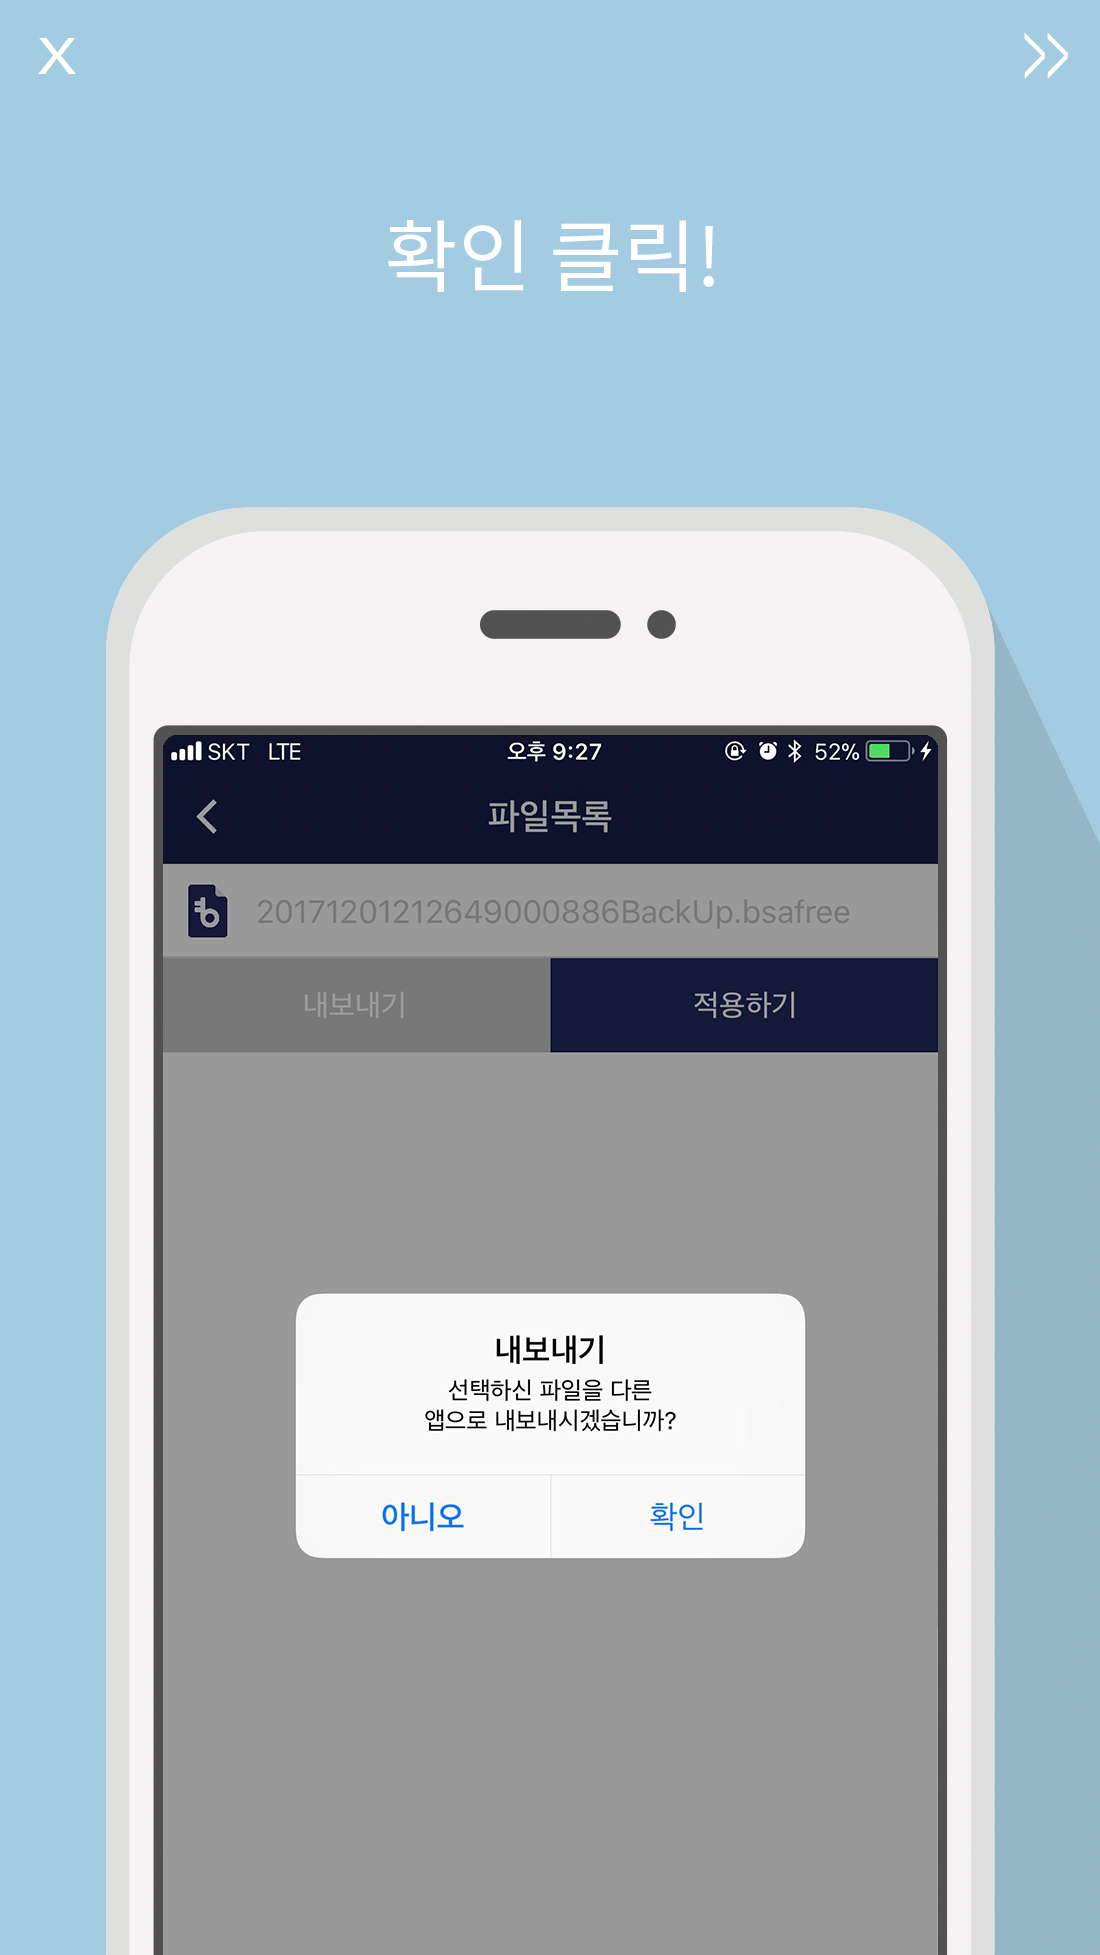 X
확인 클릭!
SKT LTE 오후 9:27 52%
파일목록
20171201212649000886BackUp.bsafree
내보내기 적용하기
내보내기
선택하신 파일을 다른
앱으로 내보내시겠습니까?
아니오 확인